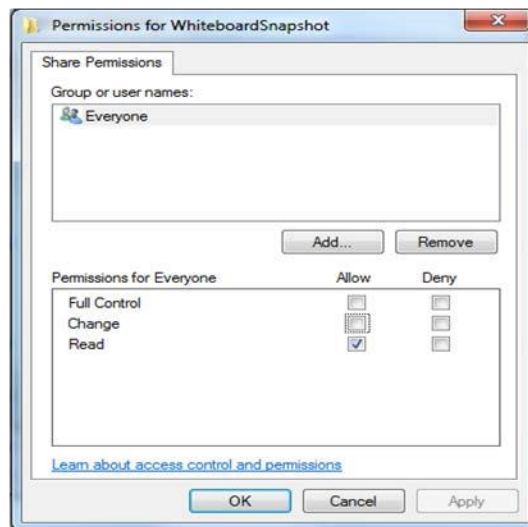 Permissions for WhiteboardSnapshot
Share Permissions
Group or user names:
Everyone
Add... Remove
Permissions for Everyone Allow Deny
Full Control
Change
Read
Learn about access control and permissions
OK Cancel Apply